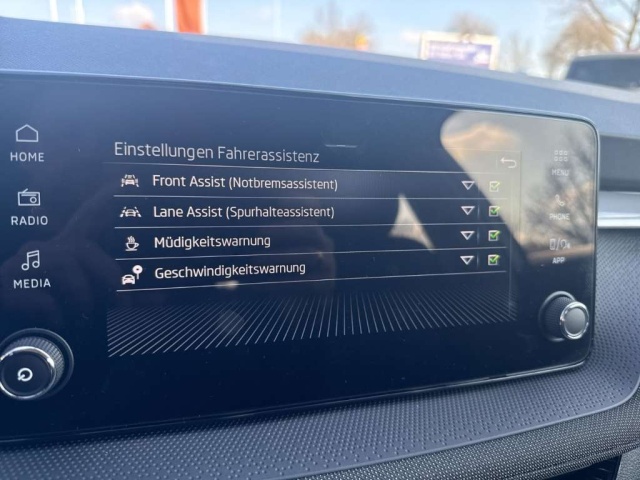 Einstellungen Fahrerassistenz
HOME
Front Assist (Notbremsassistent)
MENU
RADIO
Lane Assist (Spurhalteassistent)
PHONE
Müdigkeitswarnung
MEDIA
Geschwindigkeitswarnung
APP